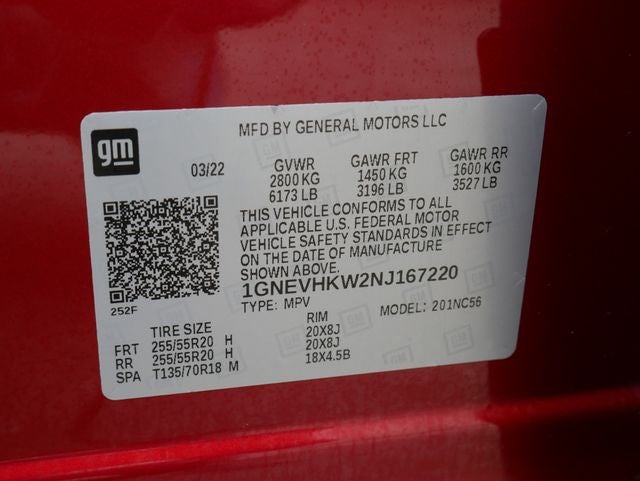 gm
MFD BY GENERAL MOTORS LLC
03/22 GVWR GAWR FRT GAWR RR
2800 KG 1450 KG 1600 KG
6173 LB 3196 LB 3527 LB
THIS VEHICLE CONFORMS TO ALL
APPLICABLE U.S. FEDERAL MOTOR
VEHICLE SAFETY STANDARDS IN EFFECT
ON THE DATE OF MANUFACTURE
SHOWN ABOVE.
1GNEVHKW2NJ167220
252F
TYPE: MPV MODEL: 201NC56
TIRE SIZE RIM
FRT 255/55R20 H 20X8J
RR 255/55R20 H 20X8J
SPA T135/70R18 M 18X4.5B